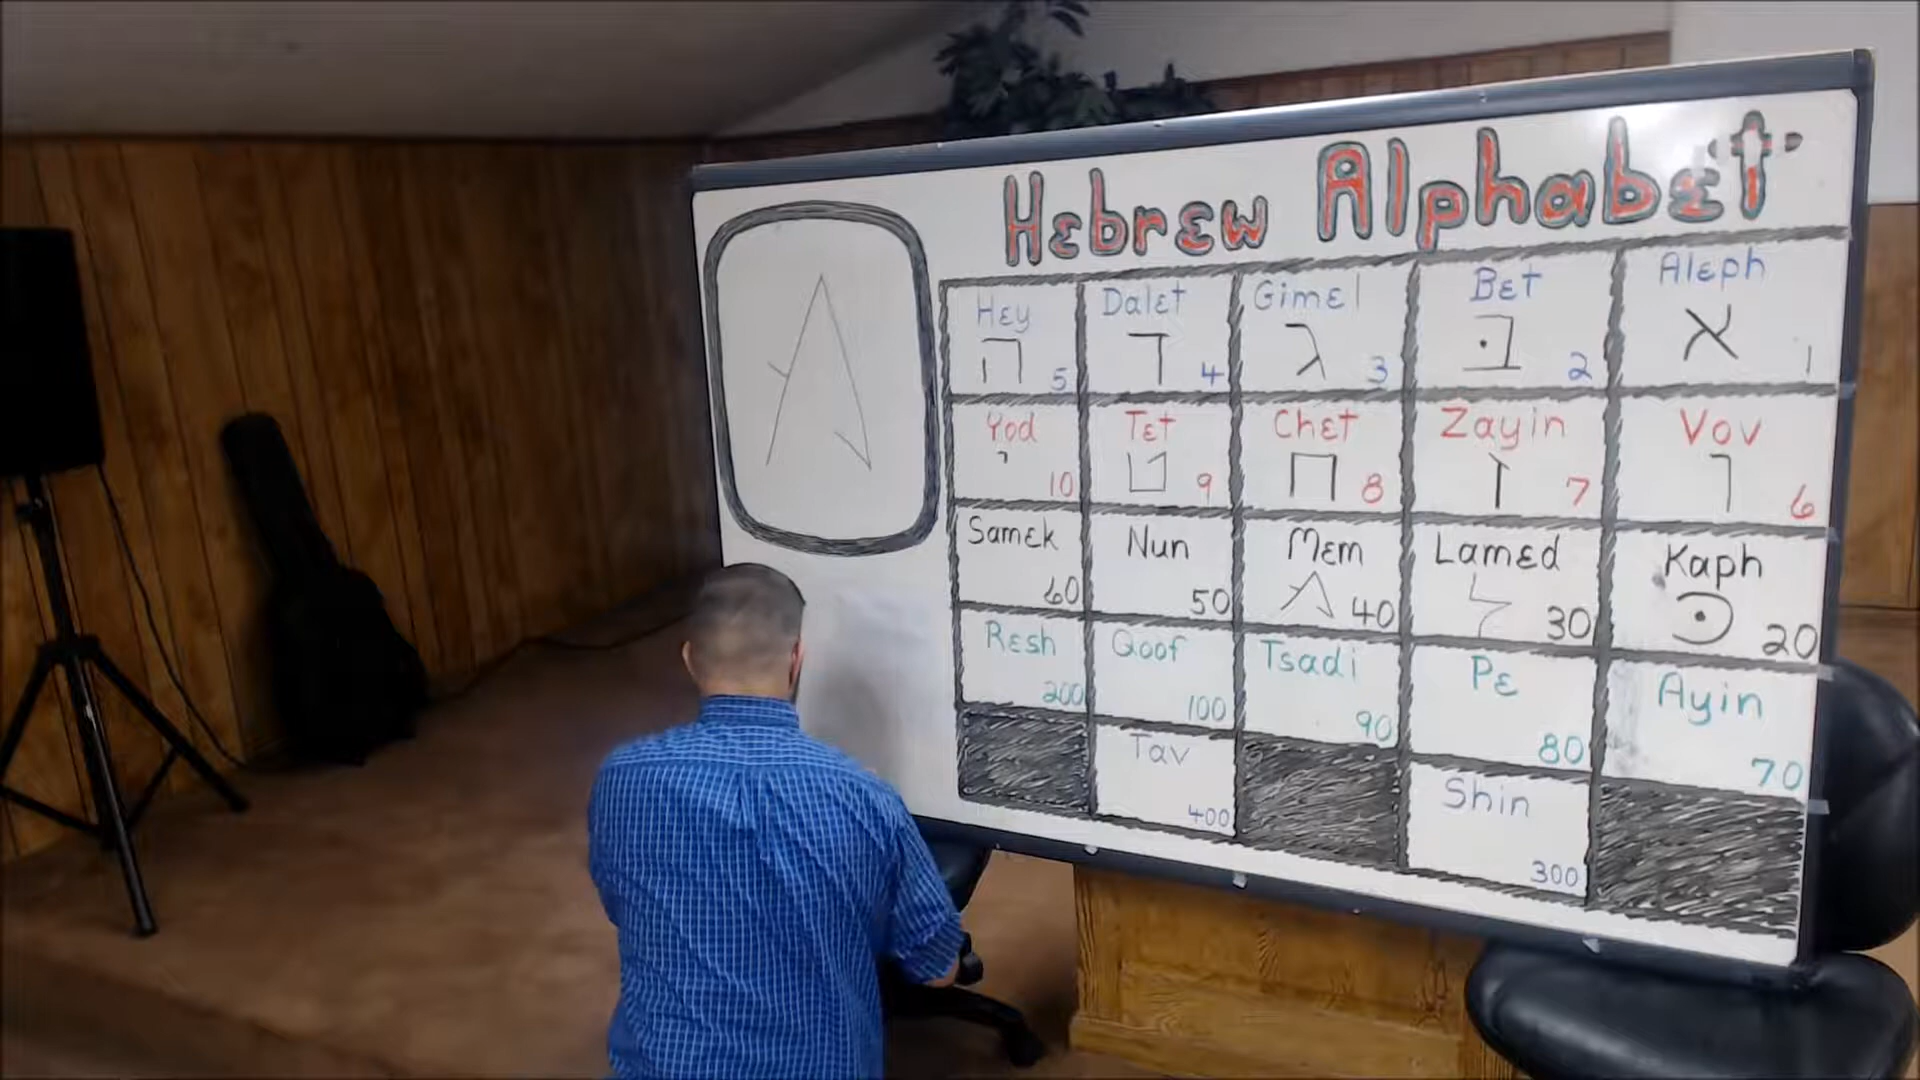 Hebrew Alphabet
Hey Dalet Gimel Bet Aleph
ה 5 ד 4 ג 3 בּ 2 א 1
Yod Tet Chet Zayin Vov
י 10 ט 9 ח 8 ז 7 ו 6
Samek Nun Mem Lamed Kaph
60 50 מ 40 ל 30 כּ 20
Resh Qoof Tsadi Pe Ayin
200 100 90 80 70
Tav Shin
400 300